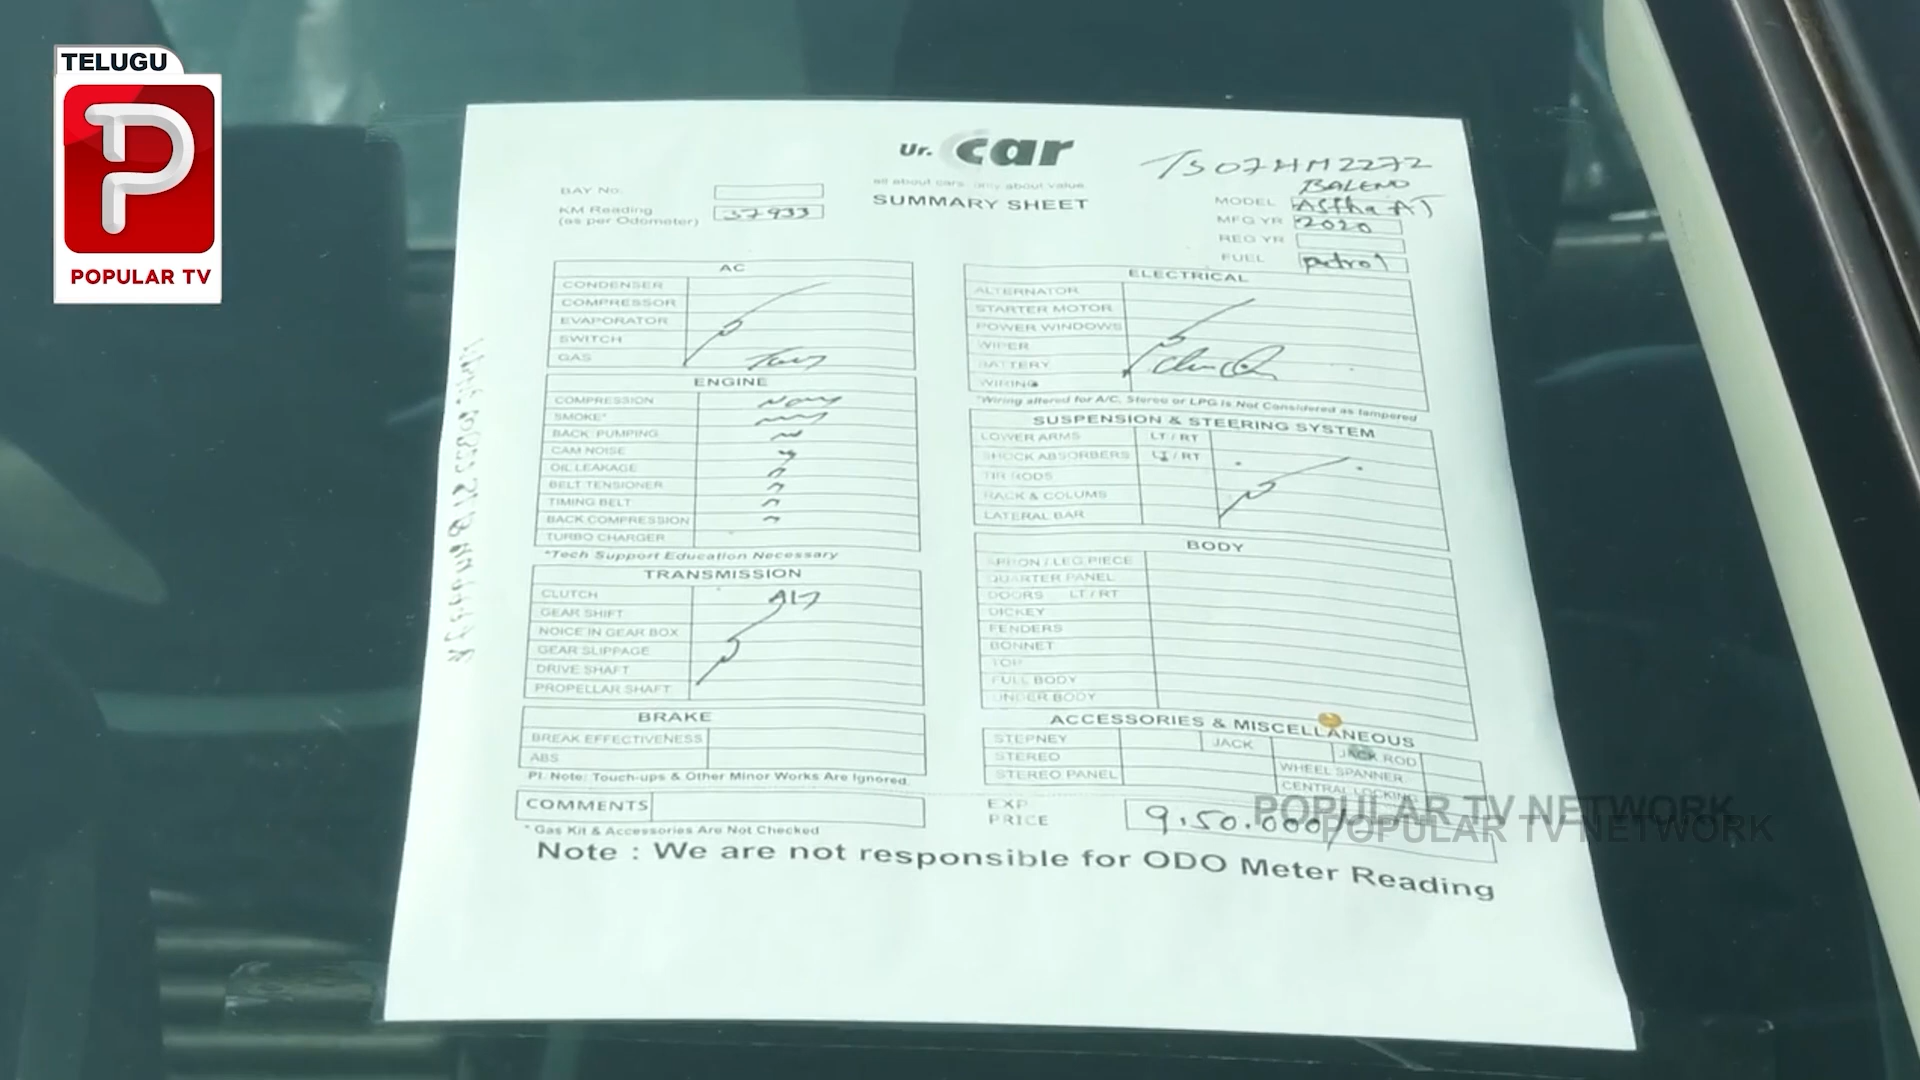 TELUGU
P
POPULAR TV
Ur. car
all about cars. any about value.
SUMMARY SHEET
TS07HM2272
BALENO
BAY No.
KM Reading 37933
(as per Odometer)
MODEL
MFG YR 2020
REG YR
FUEL petrol
AC
CONDENSER
COMPRESSOR
EVAPORATOR
SWITCH
GAS
ENGINE
COMPRESSION
SMOKE*
BACK PUMPING
CAM NOISE
OIL LEAKAGE
BELT TENSIONER
TIMING BELT
BACK COMPRESSION
TURBO CHARGER
*Tech Support Education Necessary
TRANSMISSION
CLUTCH
GEAR SHIFT
NOICE IN GEAR BOX
GEAR SLIPPAGE
DRIVE SHAFT
PROPELLAR SHAFT
BRAKE
BREAK EFFECTIVENESS
ABS
Pl. Note: Touch-ups & Other Minor Works Are Ignored.
COMMENTS
* Gas Kit & Accessories Are Not Checked
ELECTRICAL
ALTERNATOR
STARTER MOTOR
POWER WINDOWS
WIPER
BATTERY
WIRING
*Wiring altered for A/C, Stereo or LPG is Not Considered as tampered
SUSPENSION & STEERING SYSTEM
LOWER ARMS LT / RT
SHOCK ABSORBERS LT / RT
TIR RODS
RACK & COLUMS
LATERAL BAR
BODY
APRON / LEG PIECE
QUARTER PANEL
DOORS LT / RT
DICKEY
FENDERS
BONNET
TOP
FULL BODY
UNDER BODY
ACCESSORIES & MISCELLANEOUS
STEPNEY JACK JACK ROD
STEREO WHEEL SPANNER
STEREO PANEL CENTRAL LOCKING
EXP
PRICE 9.50.000/
POPULAR TV NETWORK
POPULAR TV NETWORK
Note : We are not responsible for ODO Meter Reading